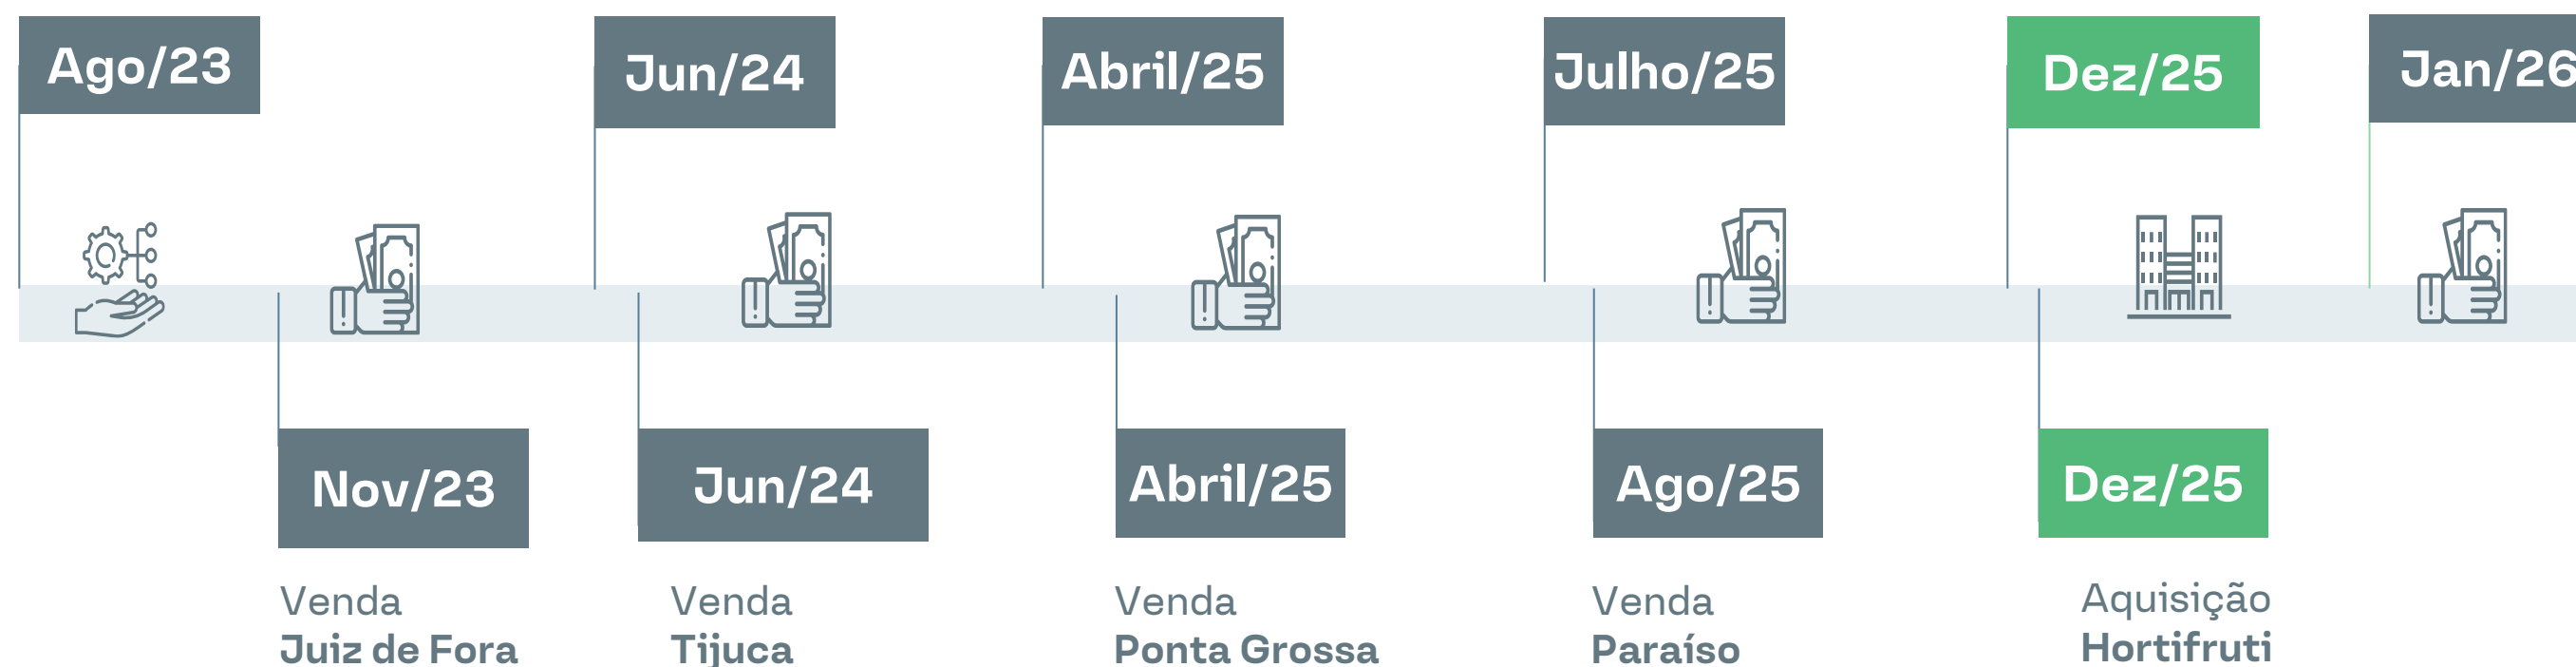 Ago/23
Jun/24
Abril/25
Julho/25
Dez/25
Jan/26
Nov/23
Jun/24
Abril/25
Ago/25
Dez/25
Venda
Juiz de Fora
Venda
Tijuca
Venda
Ponta Grossa
Venda
Paraíso
Aquisição
Hortifruti